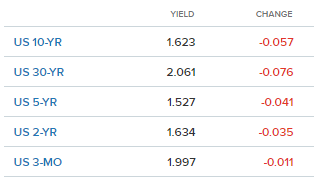 YIELD CHANGE
US 10-YR 1.623 -0.057
US 30-YR 2.061 -0.076
US 5-YR 1.527 -0.041
US 2-YR 1.634 -0.035
US 3-MO 1.997 -0.011